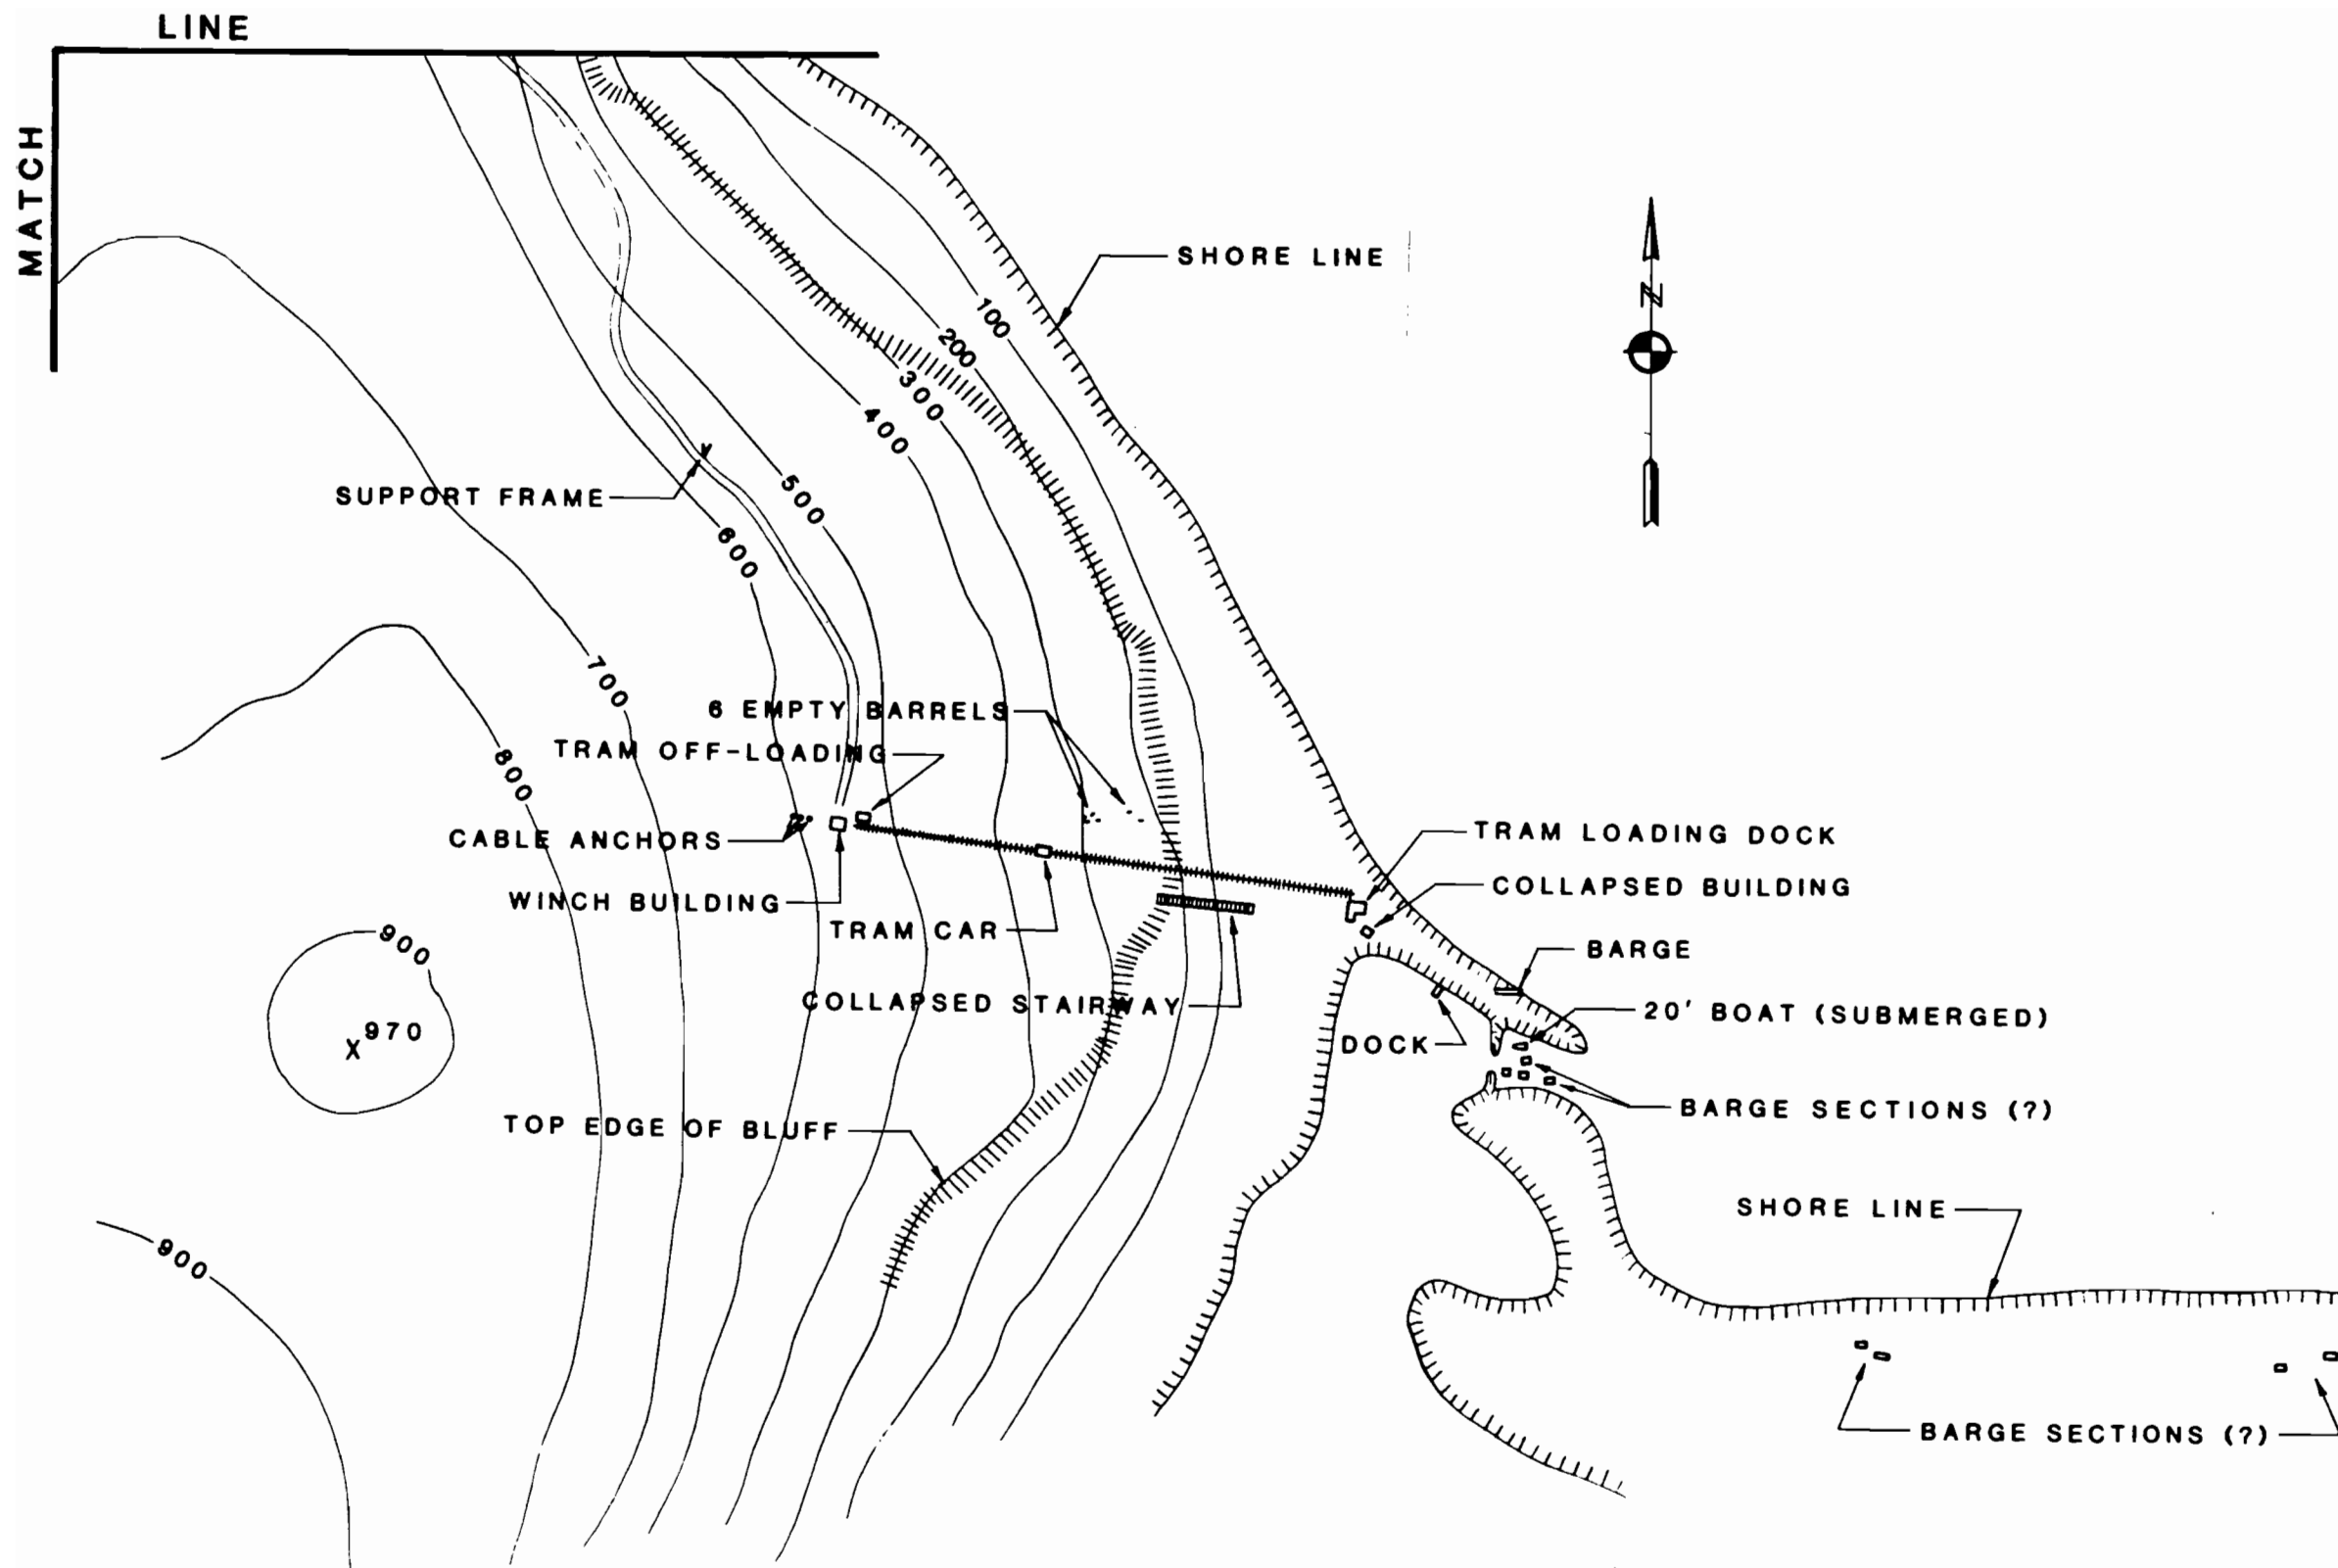 LINE
MATCH
SHORE LINE
N
100
200
300
400
500
SUPPORT FRAME
600
700
6 EMPTY BARRELS
TRAM OFF-LOADING
800
CABLE ANCHORS
TRAM LOADING DOCK
COLLAPSED BUILDING
WINCH BUILDING
TRAM CAR
900
BARGE
COLLAPSED STAIRWAY
20' BOAT (SUBMERGED)
X 970
DOCK
BARGE SECTIONS (?)
TOP EDGE OF BLUFF
SHORE LINE
900
BARGE SECTIONS (?)